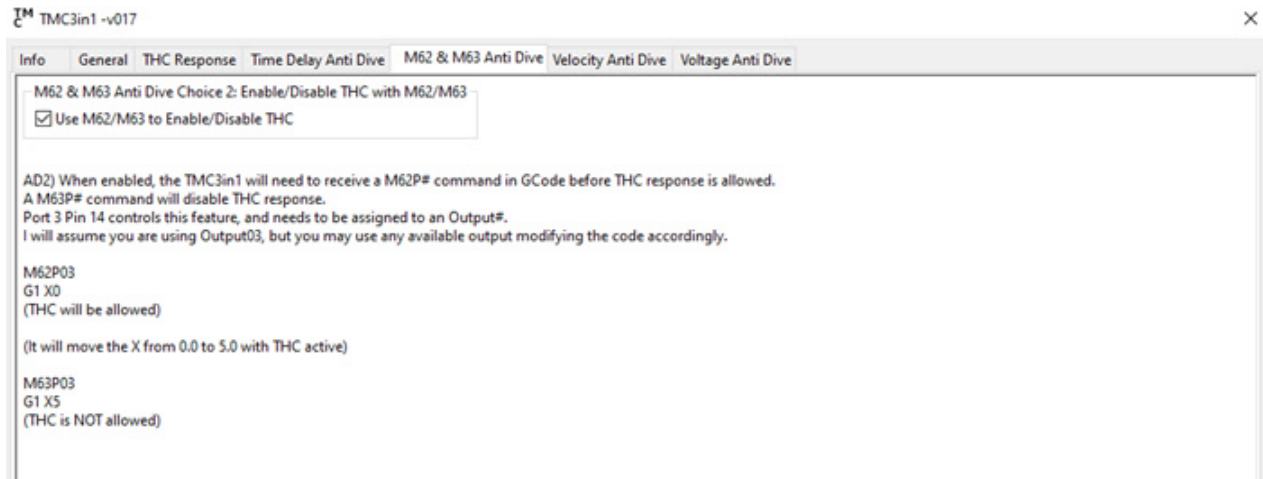 TMC TMC3in1 -v017
Info General THC Response Time Delay Anti Dive M62 & M63 Anti Dive Velocity Anti Dive Voltage Anti Dive
M62 & M63 Anti Dive Choice 2: Enable/Disable THC with M62/M63
Use M62/M63 to Enable/Disable THC
AD2) When enabled, the TMC3in1 will need to receive a M62P# command in GCode before THC response is allowed.
A M63P# command will disable THC response.
Port 3 Pin 14 controls this feature, and needs to be assigned to an Output#.
I will assume you are using Output03, but you may use any available output modifying the code accordingly.
M62P03
G1 X0
(THC will be allowed)
(It will move the X from 0.0 to 5.0 with THC active)
M63P03
G1 X5
(THC is NOT allowed)